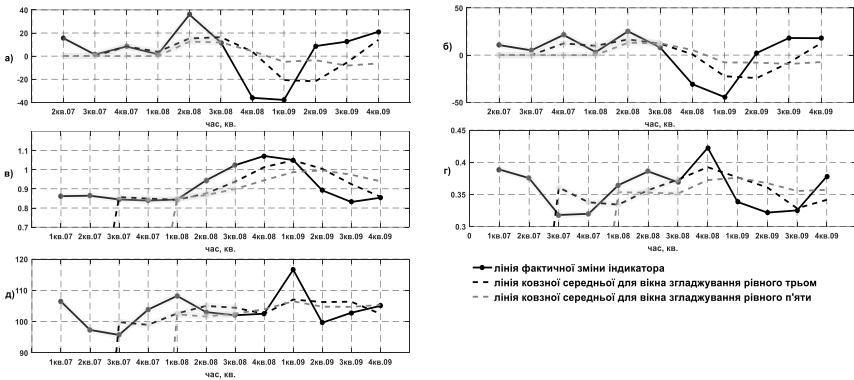 а)
40
20
0
-20
-40
2кв.07 3кв.07 4кв.07 1кв.08 2кв.08 3кв.08 4кв.08 1кв.09 2кв.09 3кв.09 4кв.09
час, кв.
б)
50
0
-50
2кв.07 3кв.07 4кв.07 1кв.08 2кв.08 3кв.08 4кв.08 1кв.09 2кв.09 3кв.09 4кв.09
час, кв.
в)
1.1
1
0.9
0.8
0.7
1кв.07 2кв.07 3кв.07 4кв.07 1кв.08 2кв.08 3кв.08 4кв.08 1кв.09 2кв.09 3кв.09 4кв.09
час, кв.
г)
0.45
0.4
0.35
0.3
0 1кв.07 2кв.07 3кв.07 4кв.07 1кв.08 2кв.08 3кв.08 4кв.08 1кв.09 2кв.09 3кв.09 4кв.09
час, кв.
д)
120
110
100
90
1кв.07 2кв.07 3кв.07 4кв.07 1кв.08 2кв.08 3кв.08 4кв.08 1кв.09 2кв.09 3кв.09 4кв.09
час, кв.
лінія фактичної зміни індикатора
лінія ковзної середньої для вікна згладжування рівного трьом
лінія ковзної середньої для вікна згладжування рівного п'яти